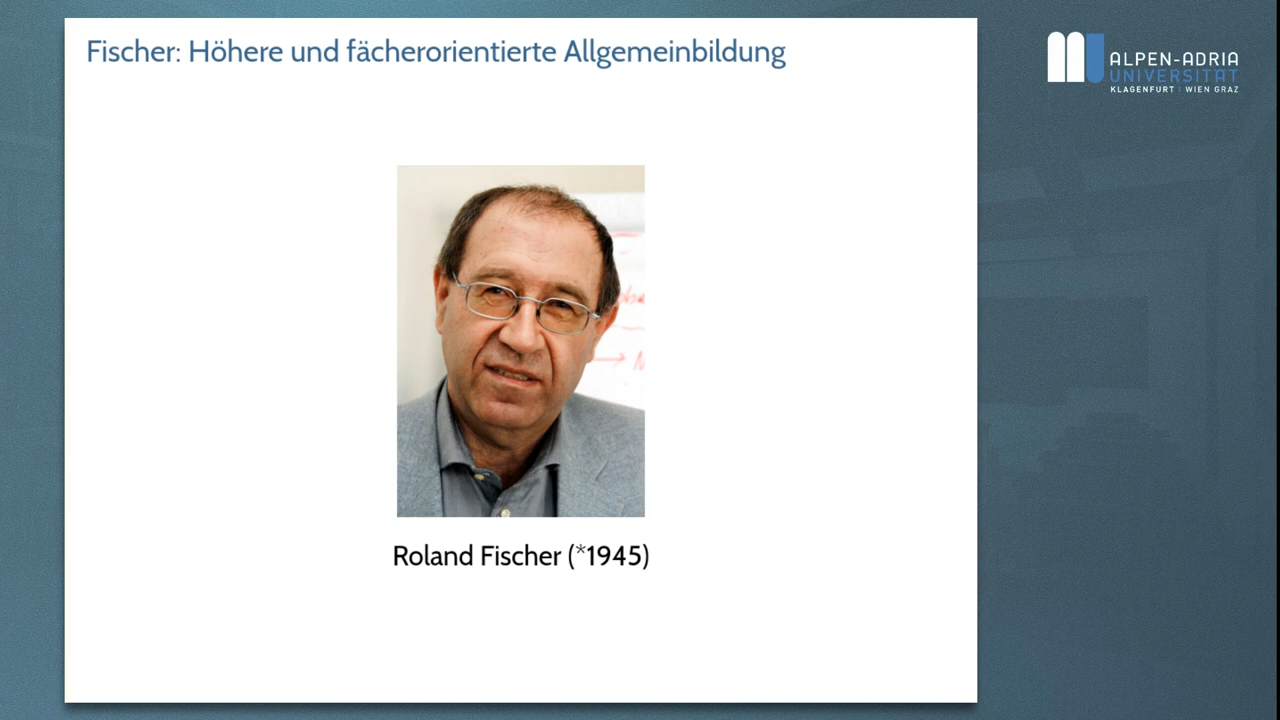 Fischer: Höhere und fächerorientierte Allgemeinbildung
ALPEN-ADRIA
UNIVERSITÄT
KLAGENFURT | WIEN GRAZ
Roland Fischer (*1945)